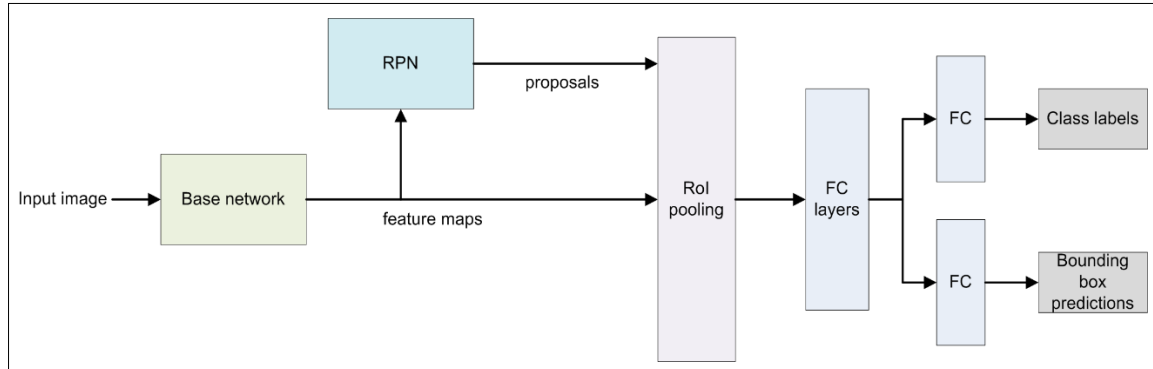 RPN
proposals
Input image
Base network
feature maps
RoI
pooling
FC
layers
FC
Class labels
FC
Bounding
box
predictions